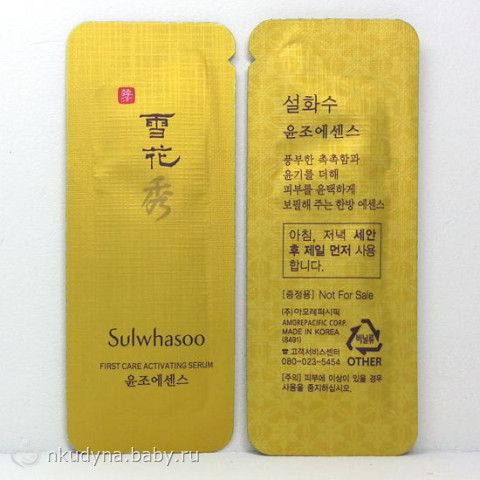 雪
花
秀
Sulwhasoo
FIRST CARE ACTIVATING SERUM
윤조에센스
설화수
윤조에센스
풍부한 촉촉함과
윤기를 더해
피부를 윤택하게
보필해 주는 한방 에센스
아침, 저녁 세안
후 제일 먼저 사용
합니다.
[증정용] Not For Sale
(주)아모레퍼시픽
AMOREPACIFIC CORP.
MADE IN KOREA
(8491)
☎ 고객서비스센터
080-023-5454
비닐류
OTHER
[주의] 피부에 이상이 있을 경우
사용을 중지하십시오.
nkudyna.baby.ru